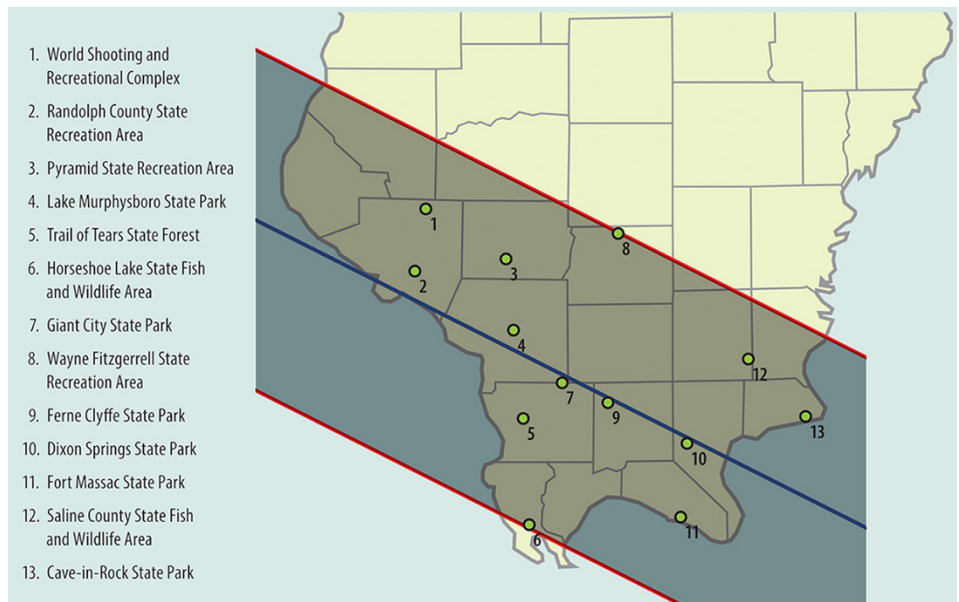 1. World Shooting and
Recreational Complex
2. Randolph County State
Recreation Area
3. Pyramid State Recreation Area
4. Lake Murphysboro State Park
5. Trail of Tears State Forest
6. Horseshoe Lake State Fish
and Wildlife Area
7. Giant City State Park
8. Wayne Fitzgerrell State
Recreation Area
9. Ferne Clyffe State Park
10. Dixon Springs State Park
11. Fort Massac State Park
12. Saline County State Fish
and Wildlife Area
13. Cave-in-Rock State Park
1
8
3
2
4
12
7
9
13
5
10
11
6